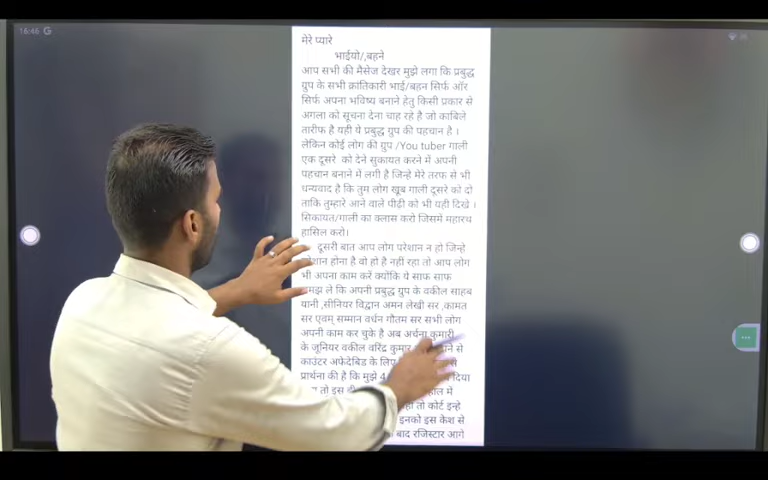 16:46 G
मेरे प्यारे
भाईयो/,बहने
आप सभी की मैसेज देखर मुझे लगा कि प्रबुद्ध
ग्रुप के सभी क्रांतिकारी भाई/बहन सिर्फ और
सिर्फ अपना भविष्य बनाने हेतु किसी प्रकार से
अगला को सूचना देना चाह रहे है जो काबिले
तारीफ है यही ये प्रबुद्ध ग्रुप की पहचान है ।
लेकिन कोई लोग की ग्रुप /You tuber गाली
एक दूसरे को देने सुकायत करने में अपनी
पहचान बनाने में लगी है जिन्हे मेरे तरफ से भी
धन्यवाद है कि तुम लोग खूब गाली दूसरे को दो
ताकि तुम्हारे आने वाले पीढ़ी को भी यही दिखे ।
सिकायत/गाली का क्लास करो जिसमें महारथ
हासिल करो।
दूसरी बात आप लोग परेशान न हो जिन्हे
होना है वो हो है नही रहा तो आप लोग
भी अपना काम करें क्योंकि ये साफ साफ
समझ ले कि अपनी प्रबुद्ध ग्रुप के वकील साहब
यानी ,सीनियर विद्वान अमन लेखी सर ,कामत
सर एवम् सम्मान वर्धन गौतम सर सभी लोग
अपनी काम कर चुके है अब अर्चना कुमारी
के जूनियर वकील वरिंद्र कुमार से
काउंटर अफेदेबिड के लिए
प्रार्थना की है कि मुझे 4 दिया
तो इस में
तो कोर्ट इन्हे
इनको इस केश से
बाद रजिस्टार आगे